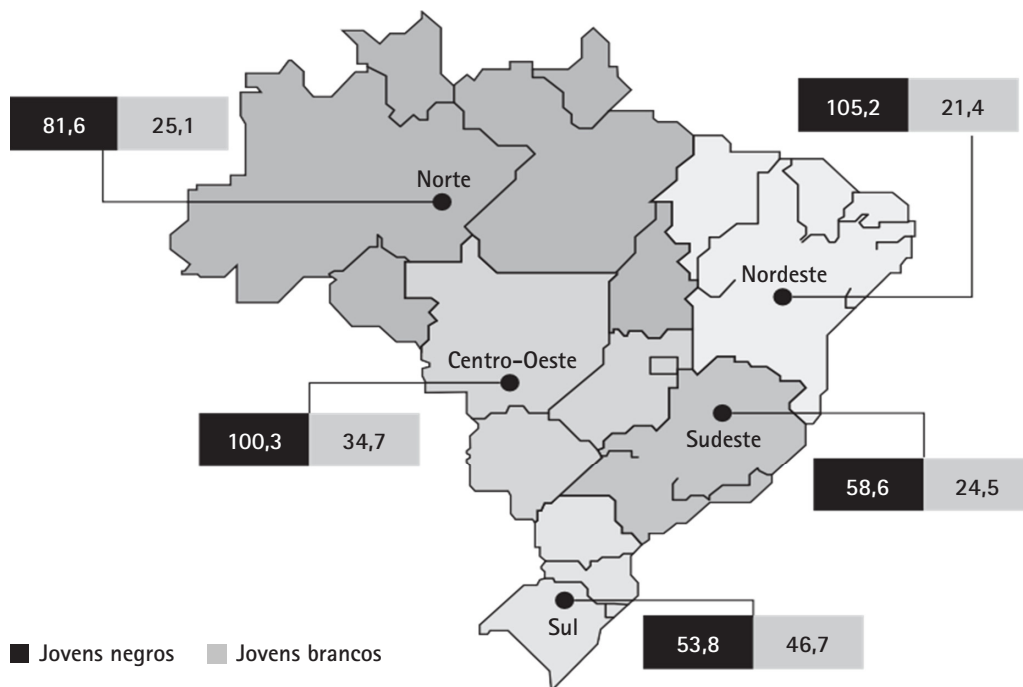 81,6 25,1
105,2 21,4
Norte
Nordeste
Centro-Oeste
100,3 34,7
Sudeste
58,6 24,5
Sul
53,8 46,7
Jovens negros Jovens brancos